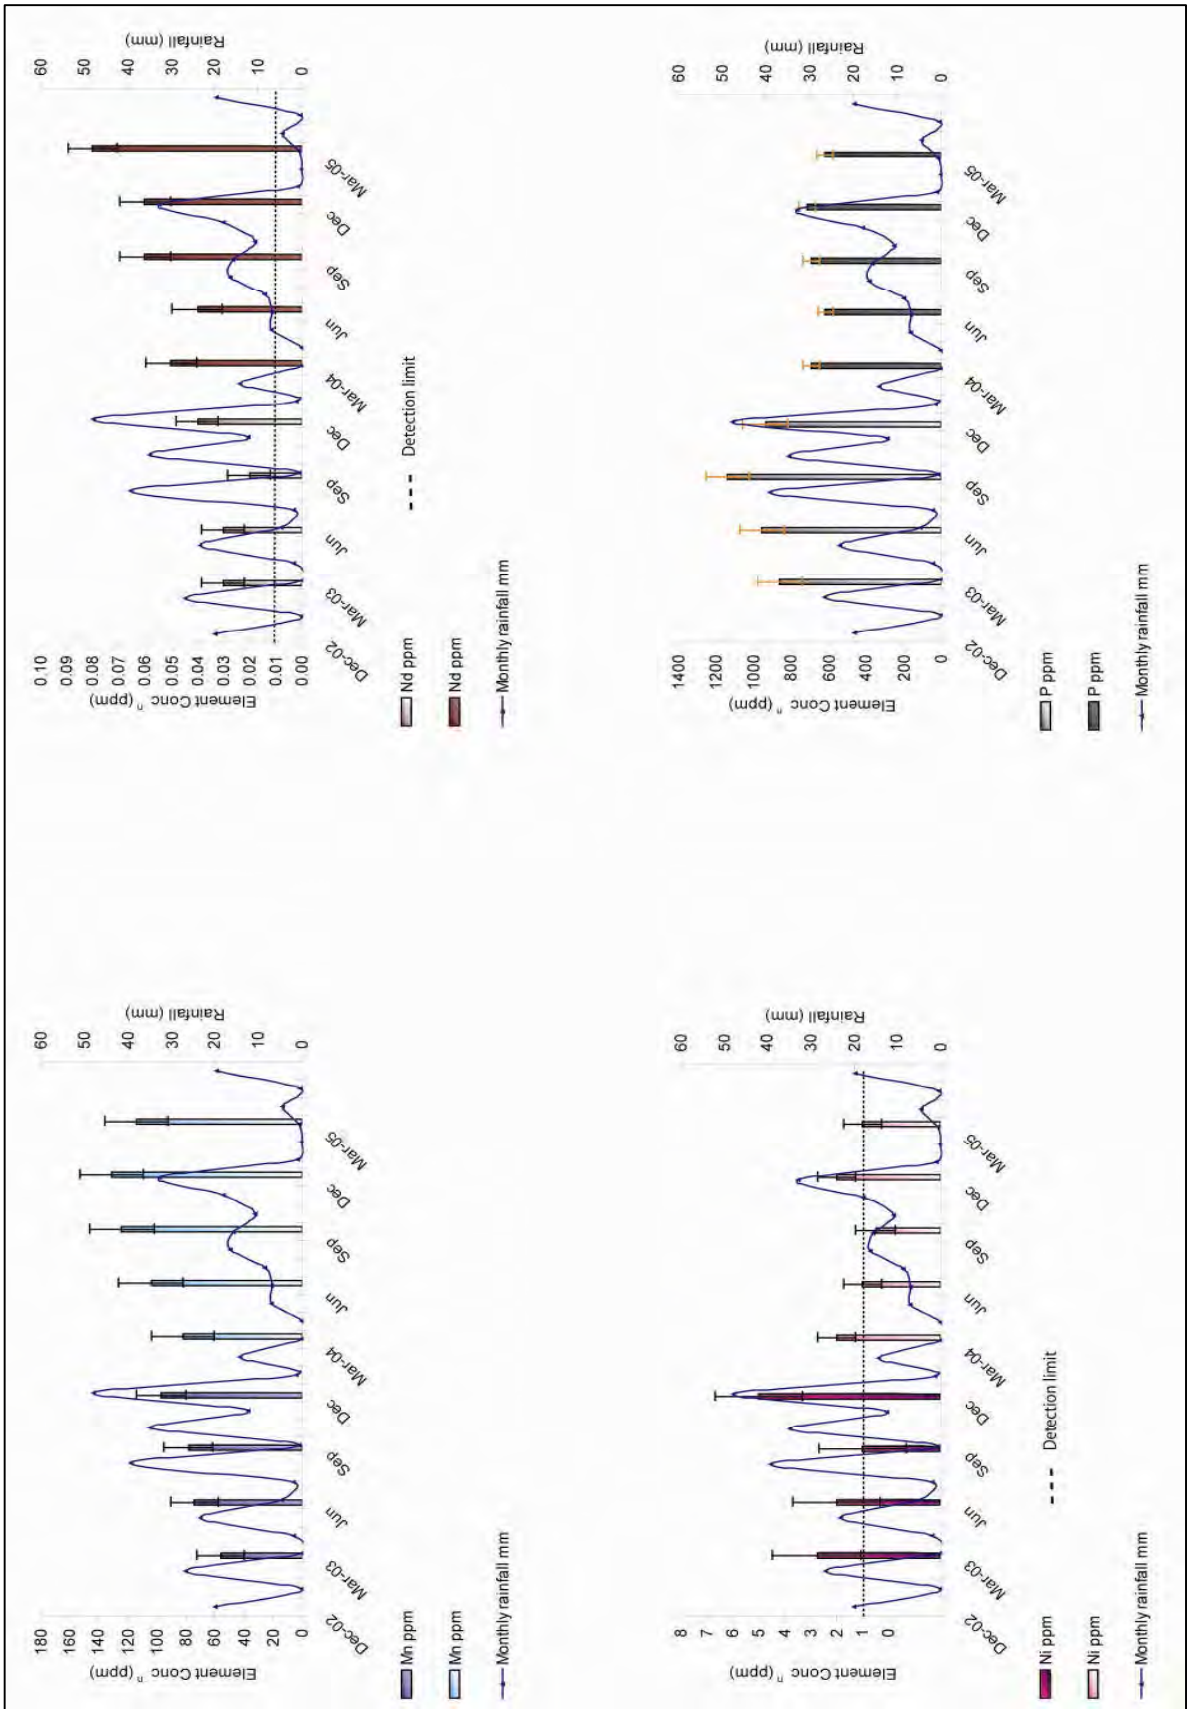 Element Conc n (ppm)
180
160
140
120
100
80
60
40
20
0
Dec-02
Mar-03
Jun
Sep
Dec
Mar-04
Jun
Sep
Dec
Mar-05
60
50
40
30
20
10
0
Rainfall (mm)
Mn ppm
Mn ppm
Monthly rainfall mm
Element Conc n (ppm)
0.10
0.09
0.08
0.07
0.06
0.05
0.04
0.03
0.02
0.01
0.00
Dec-02
Mar-03
Jun
Sep
Dec
Mar-04
Jun
Sep
Dec
Mar-05
60
50
40
30
20
10
0
Rainfall (mm)
Nd ppm
Detection limit
Nd ppm
Monthly rainfall mm
Element Conc n (ppm)
8
7
6
5
4
3
2
1
0
Dec-02
Mar-03
Jun
Sep
Dec
Mar-04
Jun
Sep
Dec
Mar-05
60
50
40
30
20
10
0
Rainfall (mm)
Ni ppm
Detection limit
Ni ppm
Monthly rainfall mm
Element Conc n (ppm)
1400
1200
1000
800
600
400
200
0
Dec-02
Mar-03
Jun
Sep
Dec
Mar-04
Jun
Sep
Dec
Mar-05
60
50
40
30
20
10
0
Rainfall (mm)
P ppm
P ppm
Monthly rainfall mm